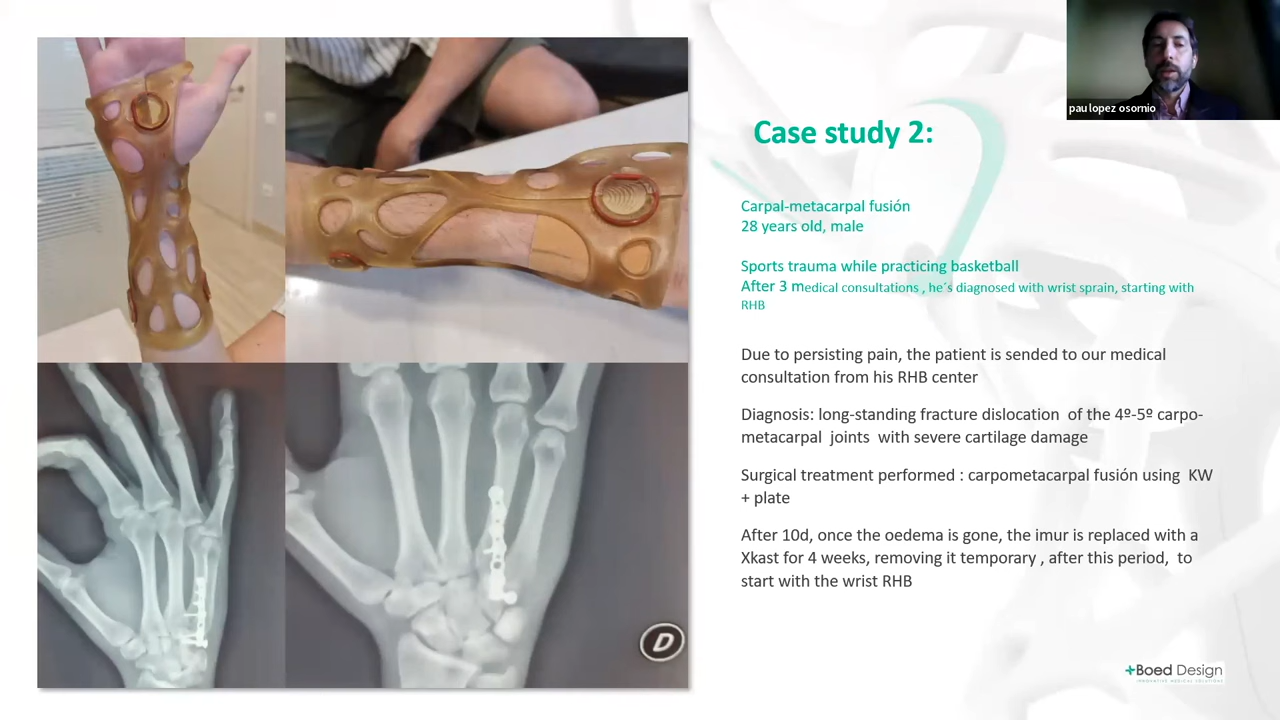 pau lopez osornio
Case study 2:
Carpal-metacarpal fusión
28 years old, male
Sports trauma while practicing basketball
After 3 medical consultations , he´s diagnosed with wrist sprain, starting with
RHB
Due to persisting pain, the patient is sended to our medical
consultation from his RHB center
Diagnosis: long-standing fracture dislocation of the 4º-5º carpo-
metacarpal joints with severe cartilage damage
Surgical treatment performed : carpometacarpal fusión using KW
+ plate
After 10d, once the oedema is gone, the imur is replaced with a
Xkast for 4 weeks, removing it temporary , after this period, to
start with the wrist RHB
D
+Boed Design
INNOVATIVE MEDICAL SOLUTIONS